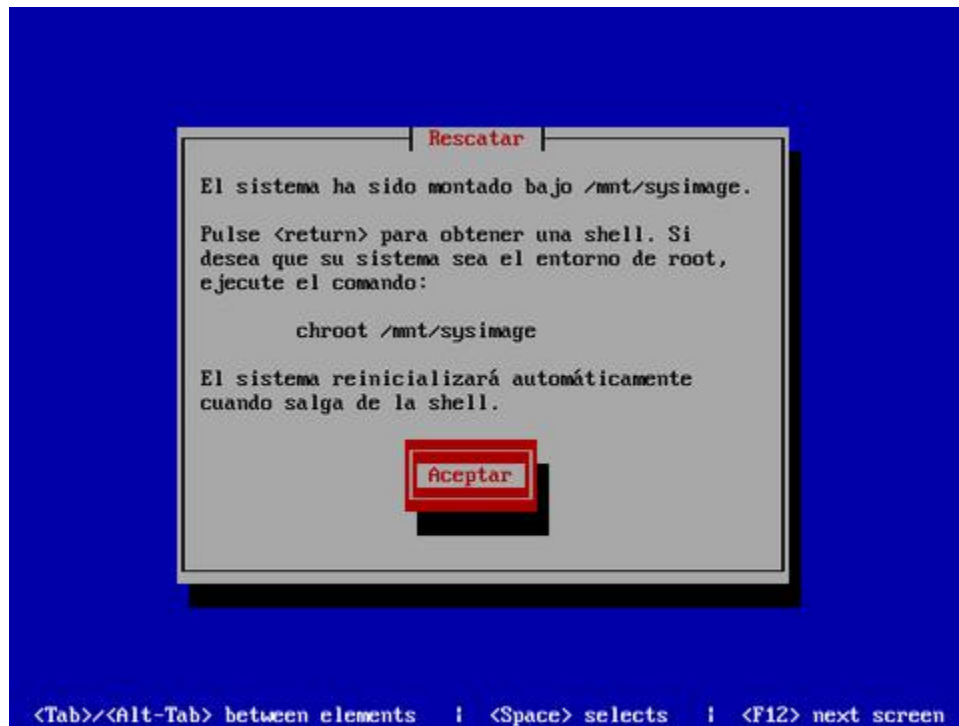 Rescatar
El sistema ha sido montado bajo /mnt/sysimage.
Pulse <return> para obtener una shell. Si
desea que su sistema sea el entorno de root,
ejecute el comando:
chroot /mnt/sysimage
El sistema reinicializará automáticamente
cuando salga de la shell.
Aceptar
<Tab>/<Alt-Tab> between elements | <Space> selects | <F12> next screen